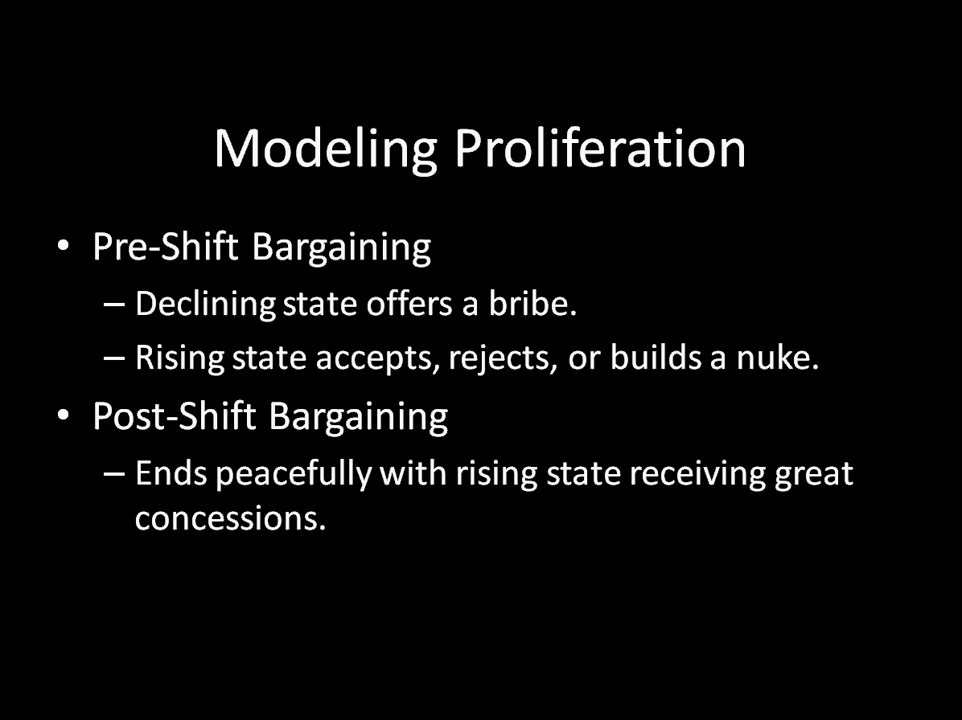 Modeling Proliferation
• Pre-Shift Bargaining
– Declining state offers a bribe.
– Rising state accepts, rejects, or builds a nuke.
• Post-Shift Bargaining
– Ends peacefully with rising state receiving great
concessions.